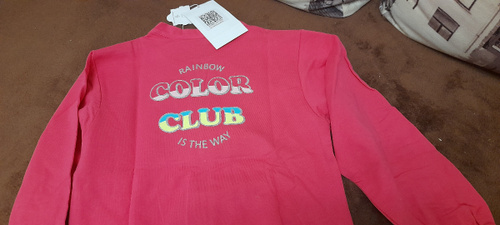 RAINBOW
COLOR
CLUB
IS THE WAY